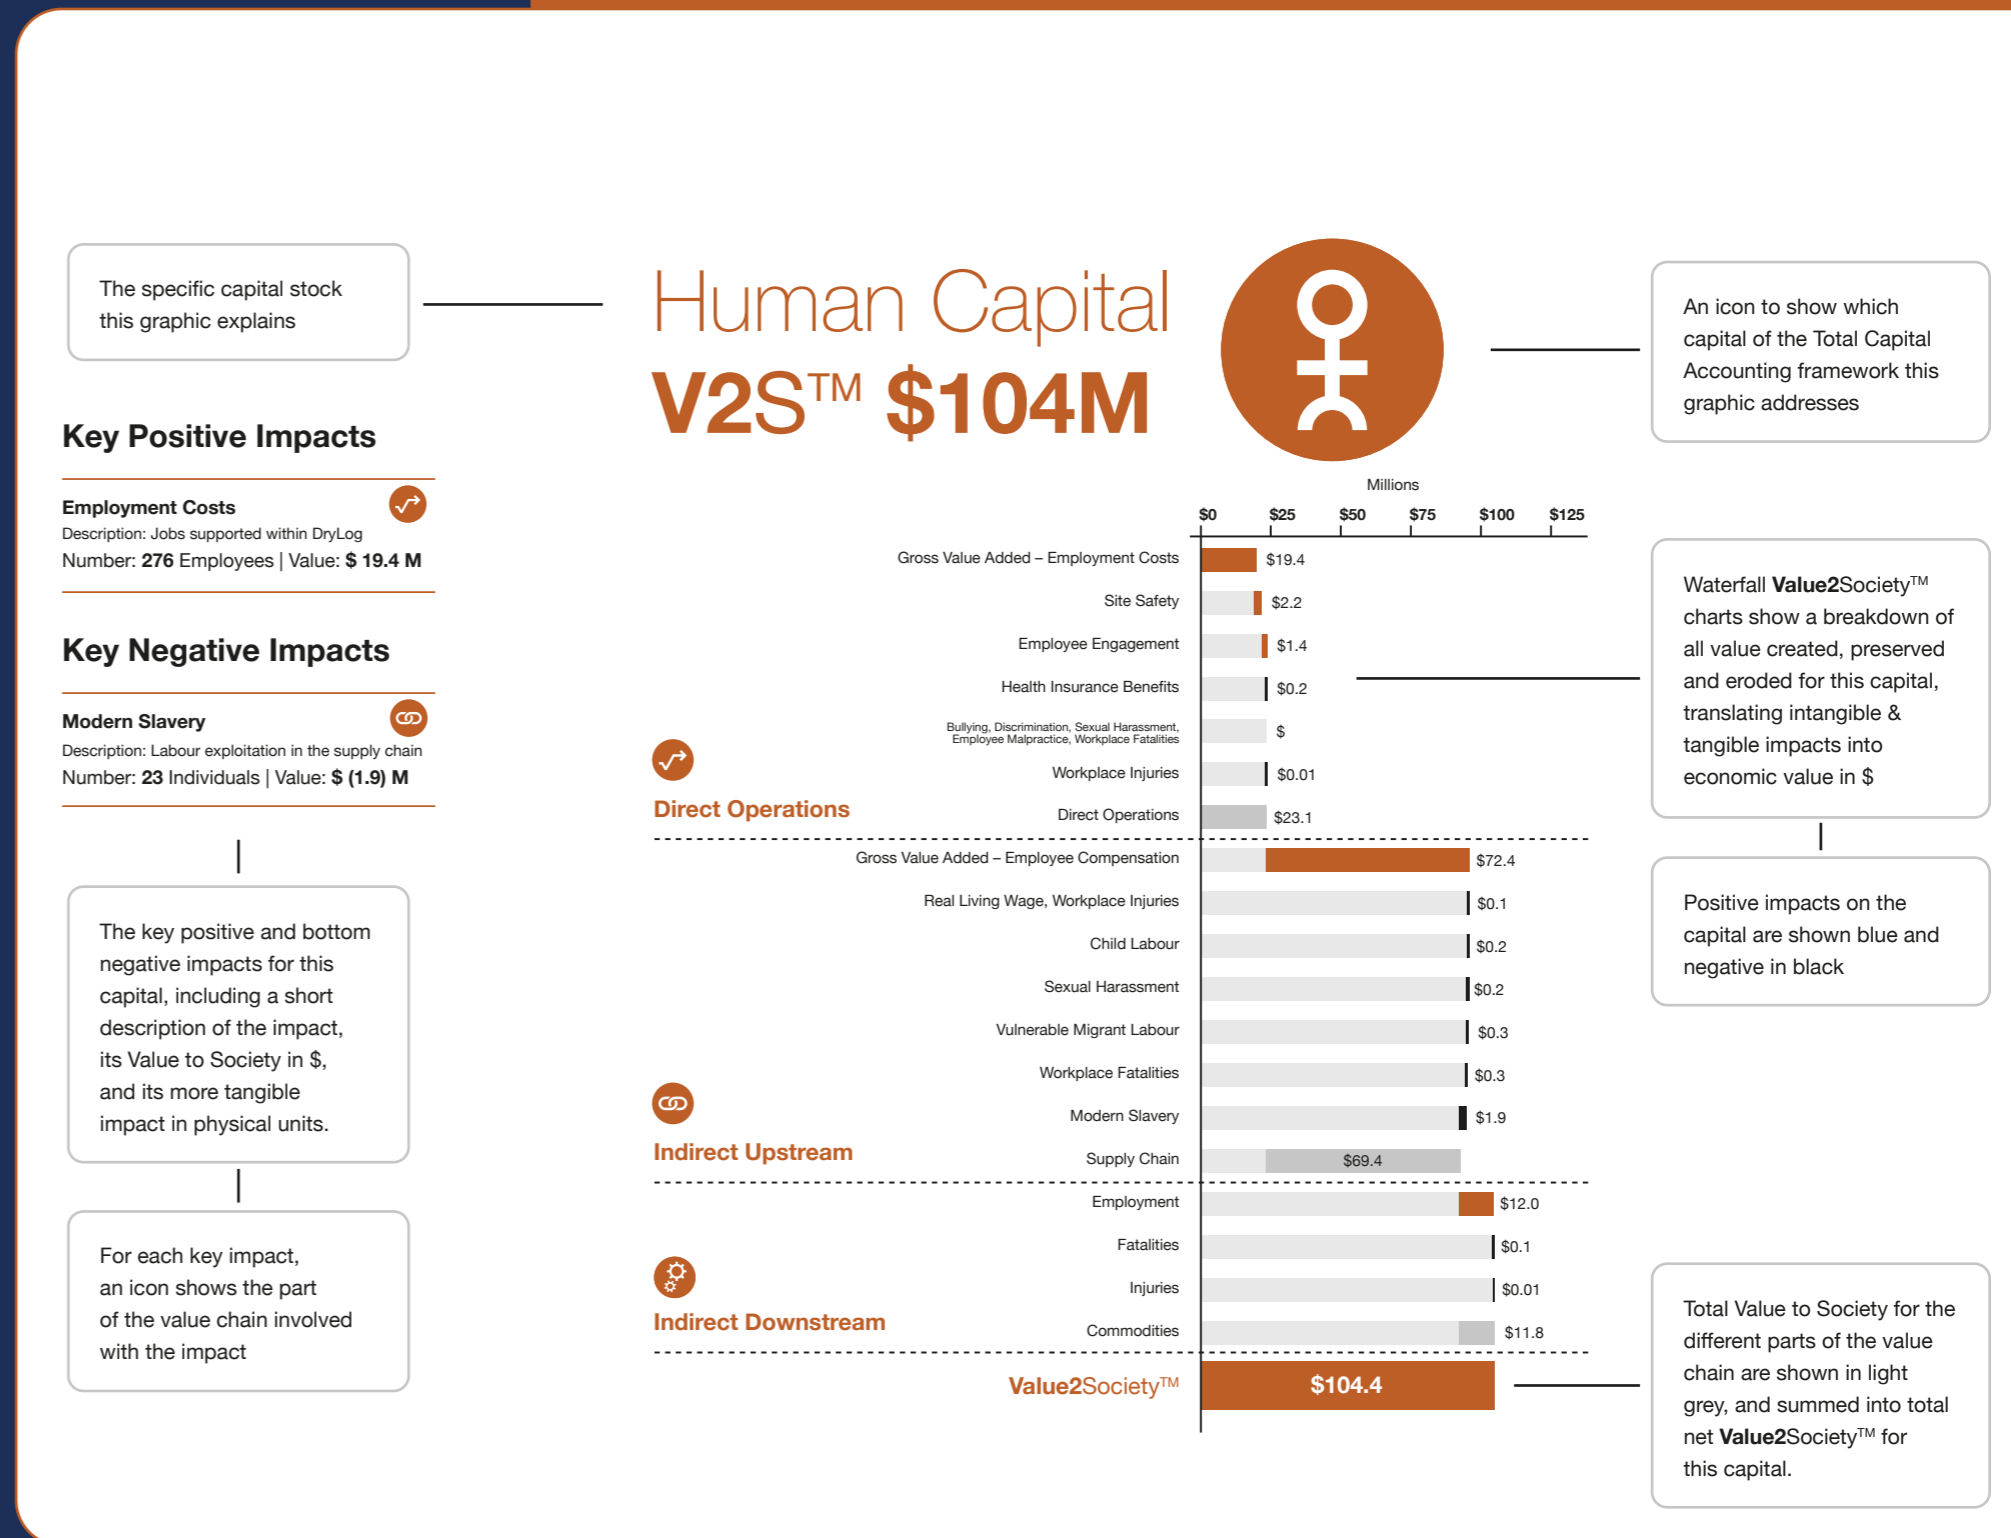 The specific capital stock
this graphic explains
Human Capital
V2S™ $104M
An icon to show which
capital of the Total Capital
Accounting framework this
graphic addresses
Key Positive Impacts
Employment Costs
Description: Jobs supported within DryLog
Number: 276 Employees | Value: $ 19.4 M
Key Negative Impacts
Modern Slavery
Description: Labour exploitation in the supply chain
Number: 23 Individuals | Value: $ (1.9) M
The key positive and bottom
negative impacts for this
capital, including a short
description of the impact,
its Value to Society in $,
and its more tangible
impact in physical units.
For each key impact,
an icon shows the part
of the value chain involved
with the impact
Millions
$0 $25 $50 $75 $100 $125
Gross Value Added – Employment Costs $19.4
Site Safety $2.2
Employee Engagement $1.4
Health Insurance Benefits $0.2
Bullying, Discrimination, Sexual Harassment,
Employee Malpractice, Workplace Fatalities $
Workplace Injuries $0.01
Direct Operations
Direct Operations $23.1
Gross Value Added – Employee Compensation $72.4
Real Living Wage, Workplace Injuries $0.1
Child Labour $0.2
Sexual Harassment $0.2
Vulnerable Migrant Labour $0.3
Workplace Fatalities $0.3
Modern Slavery $1.9
Indirect Upstream
Supply Chain $69.4
Employment $12.0
Fatalities $0.1
Injuries $0.01
Indirect Downstream
Commodities $11.8
Value2Society™ $104.4
Waterfall Value2Society™
charts show a breakdown of
all value created, preserved
and eroded for this capital,
translating intangible &
tangible impacts into
economic value in $
Positive impacts on the
capital are shown blue and
negative in black
Total Value to Society for the
different parts of the value
chain are shown in light
grey, and summed into total
net Value2Society™ for
this capital.